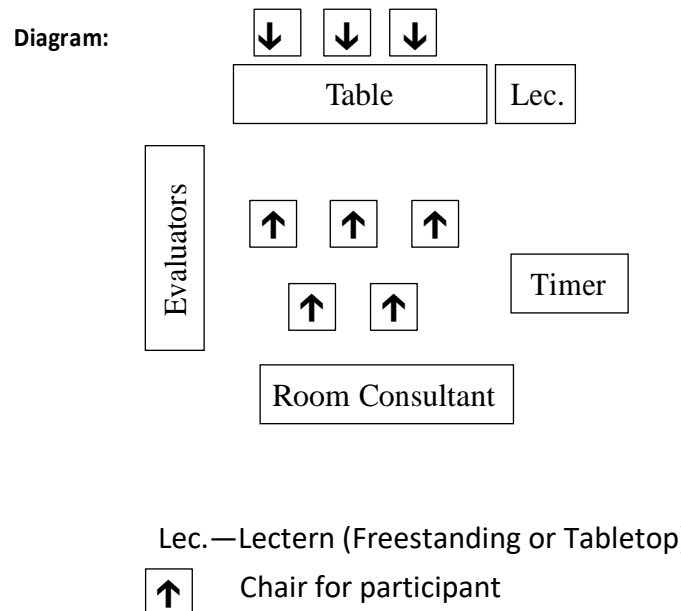 Diagram:
Table
Lec.
Evaluators
Timer
Room Consultant
Lec.—Lectern (Freestanding or Tabletop)
Chair for participant